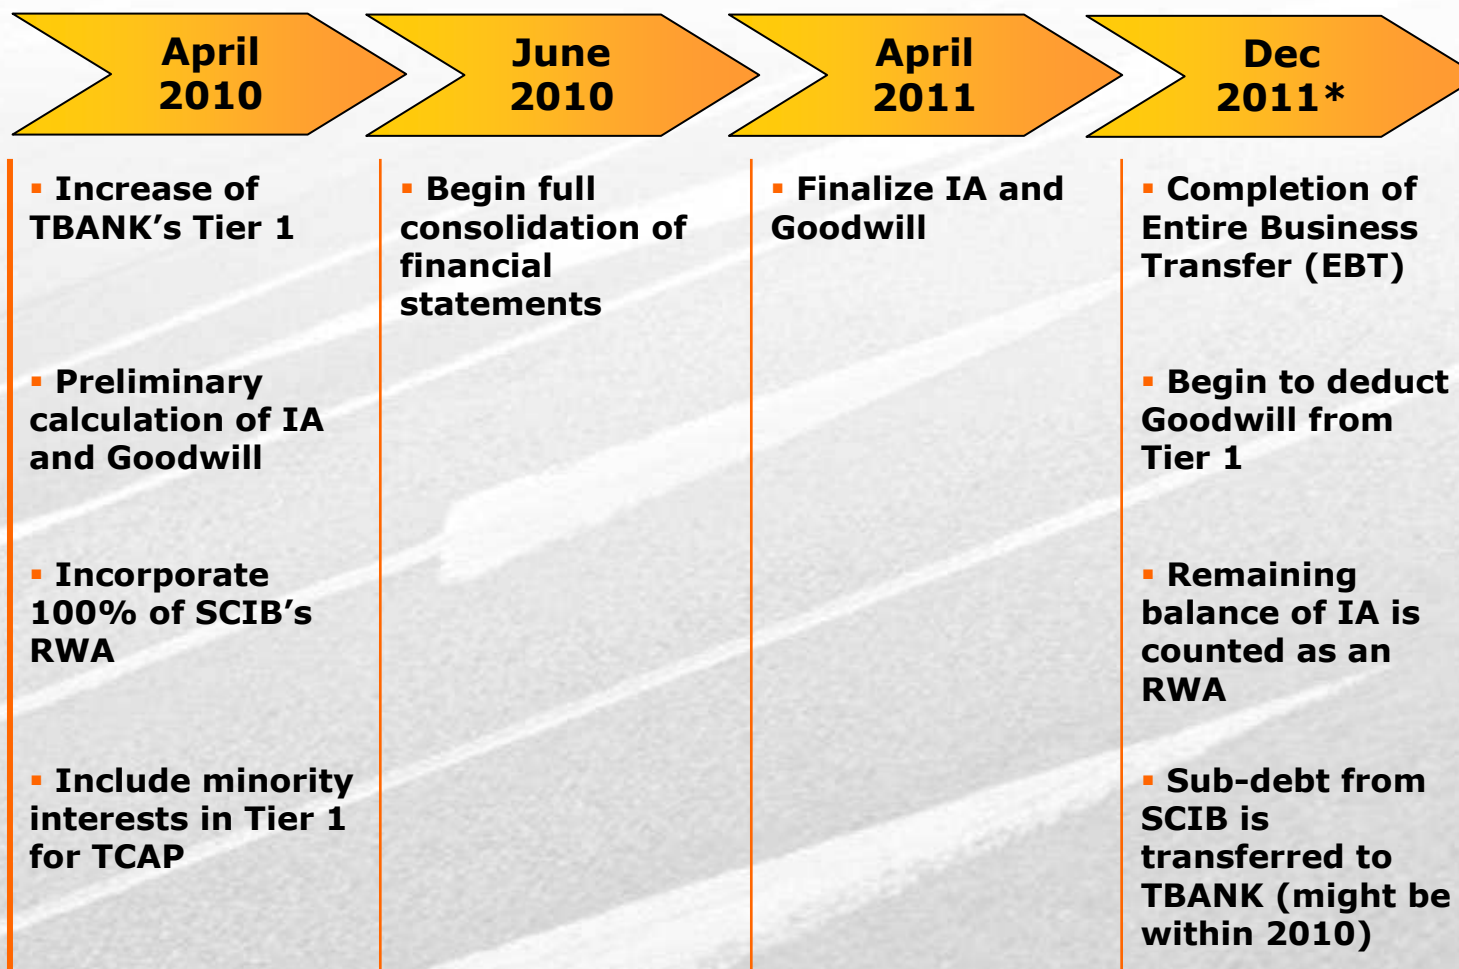 April
2010
June
2010
April
2011
Dec
2011*
▪ Increase of
TBANK’s Tier 1
▪ Preliminary
calculation of IA
and Goodwill
▪ Incorporate
100% of SCIB’s
RWA
▪ Include minority
interests in Tier 1
for TCAP
▪ Begin full
consolidation of
financial
statements
▪ Finalize IA and
Goodwill
▪ Completion of
Entire Business
Transfer (EBT)
▪ Begin to deduct
Goodwill from
Tier 1
▪ Remaining
balance of IA is
counted as an
RWA
▪ Sub-debt from
SCIB is
transferred to
TBANK (might be
within 2010)